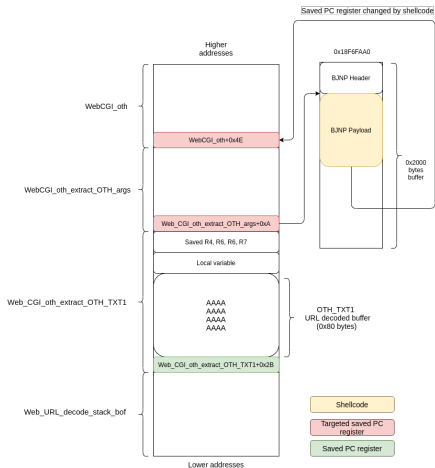 Saved PC register changed by shellcode
Higher
addresses
0x18F6FAA0
BJNP Header
WebCGI_oth
BJNP Payload
WebCGI_oth+0x4E
0x2000
bytes
buffer
WebCGI_oth_extract_OTH_args
Web_CGI_oth_extract_OTH_args+0xA
Saved R4, R6, R6, R7
Local variable
Web_CGI_oth_extract_OTH_TXT1
AAAA
AAAA
AAAA
AAAA
OTH_TXT1
URL decoded buffer
(0x80 bytes)
Web_CGI_oth_extract_OTH_TXT1+0x2B
Web_URL_decode_stack_bof
Shellcode
Targeted saved PC
register
Saved PC register
Lower addresses